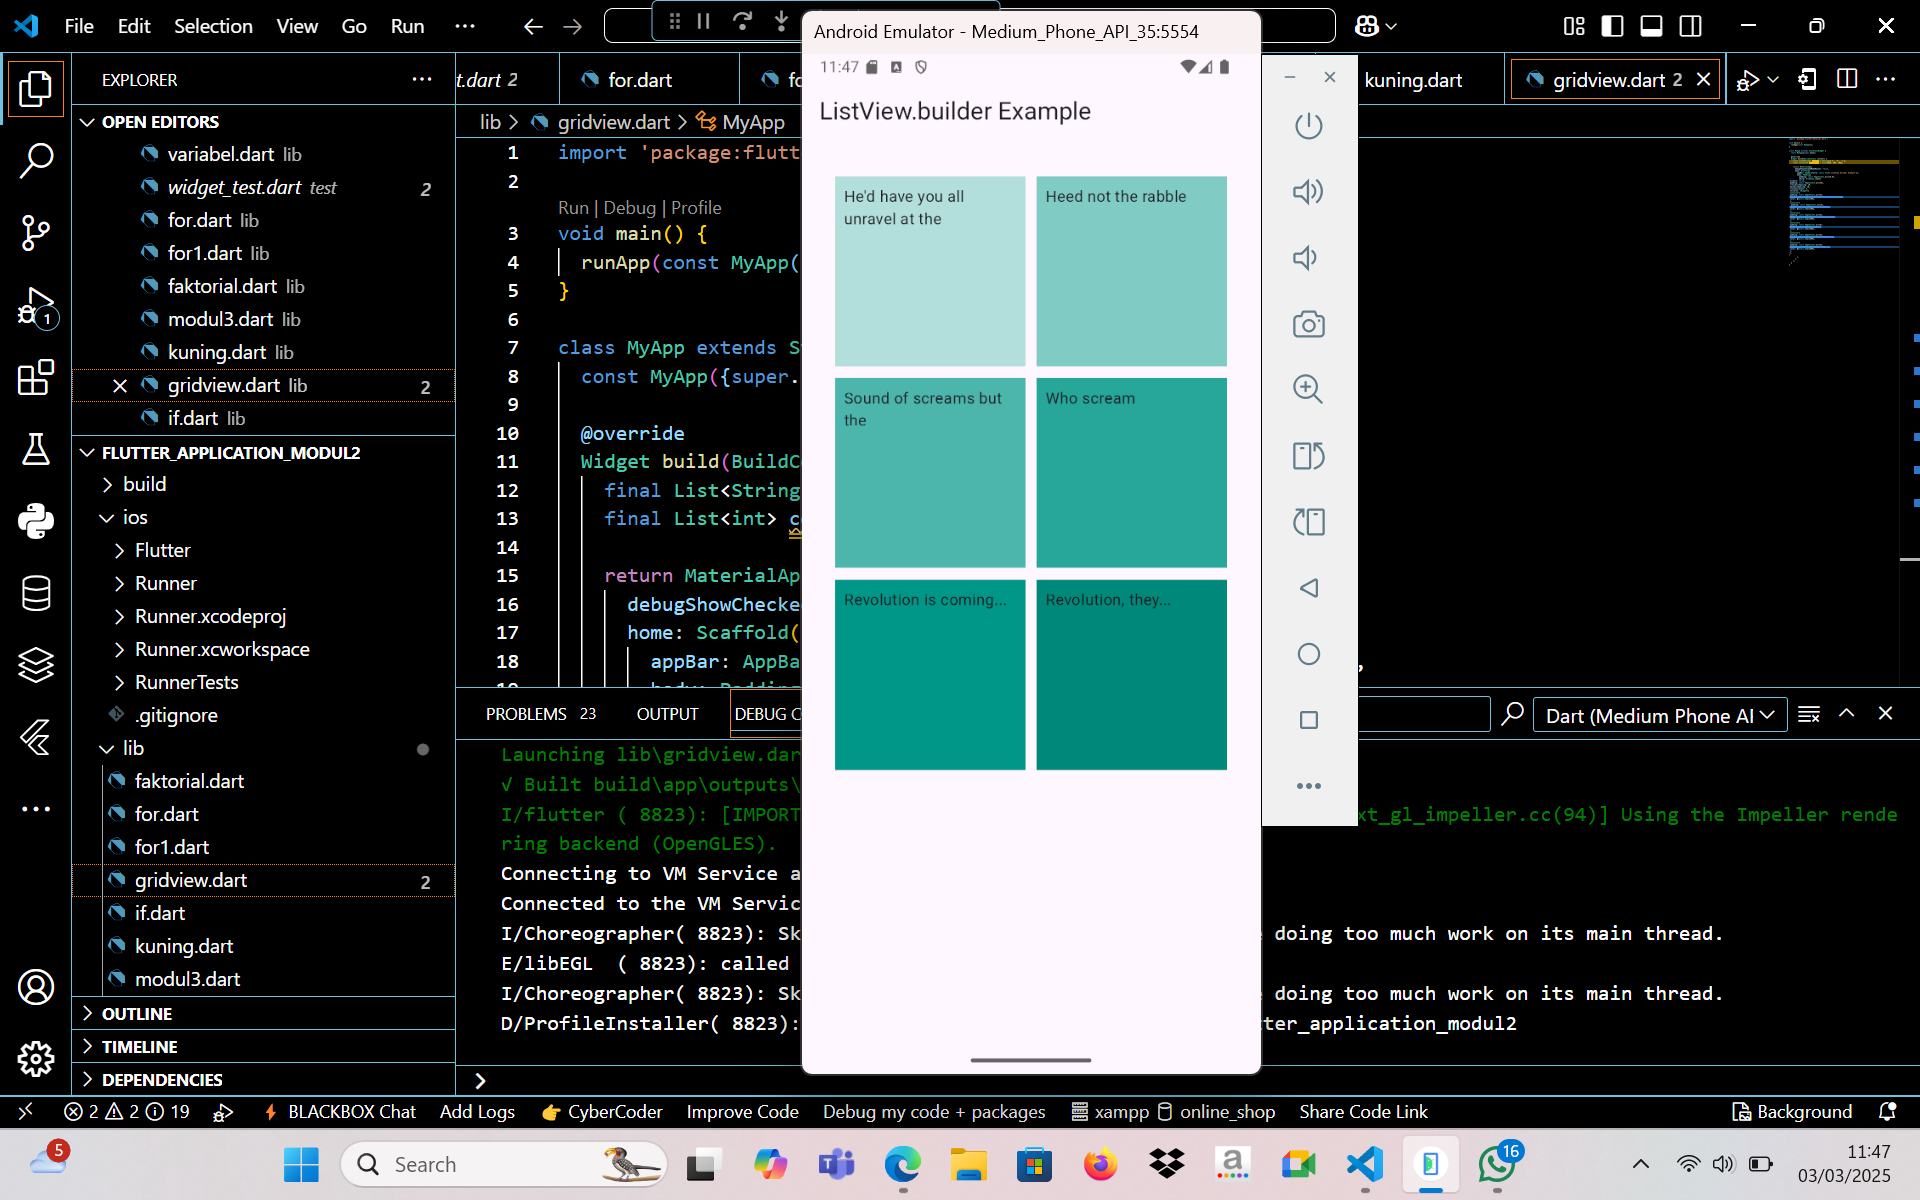 File Edit Selection View Go Run ...
Android Emulator - Medium_Phone_API_35:5554
EXPLORER
t.dart 2
for.dart
kuning.dart
gridview.dart 2
OPEN EDITORS
variabel.dart lib
widget_test.dart test 2
for.dart lib
for1.dart lib
faktorial.dart lib
modul3.dart lib
kuning.dart lib
gridview.dart lib 2
if.dart lib
FLUTTER_APPLICATION_MODUL2
build
ios
Flutter
Runner
Runner.xcodeproj
Runner.xcworkspace
RunnerTests
.gitignore
lib
faktorial.dart
for.dart
for1.dart
gridview.dart 2
if.dart
kuning.dart
modul3.dart
OUTLINE
TIMELINE
DEPENDENCIES
1
lib > gridview.dart > MyApp
1 import 'package:flutt
2
Run | Debug | Profile
3 void main() {
4 runApp(const MyApp(
5 }
6
7 class MyApp extends S
8 const MyApp({super.
9
10 @override
11 Widget build(BuildC
12 final List<String
13 final List<int> c
14
15 return MaterialAp
16 debugShowChecke
17 home: Scaffold(
18 appBar: AppBa
11:47
ListView.builder Example
He'd have you all
unravel at the
Heed not the rabble
Sound of screams but
the
Who scream
Revolution is coming...
Revolution, they...
PROBLEMS 23 OUTPUT DEBUG C
Dart (Medium Phone AI
Launching lib\gridview.dar
√ Built build\app\outputs\
I/flutter ( 8823): [IMPORT xt_gl_impeller.cc(94)] Using the Impeller rende
ring backend (OpenGLES).
Connecting to VM Service a
Connected to the VM Servic
I/Choreographer( 8823): Sk doing too much work on its main thread.
E/libEGL ( 8823): called
I/Choreographer( 8823): Sk doing too much work on its main thread.
D/ProfileInstaller( 8823): ter_application_modul2
>
2 2 19 BLACKBOX Chat Add Logs CyberCoder Improve Code Debug my code + packages xampp online_shop Share Code Link Background
5
Search
16
11:47
03/03/2025